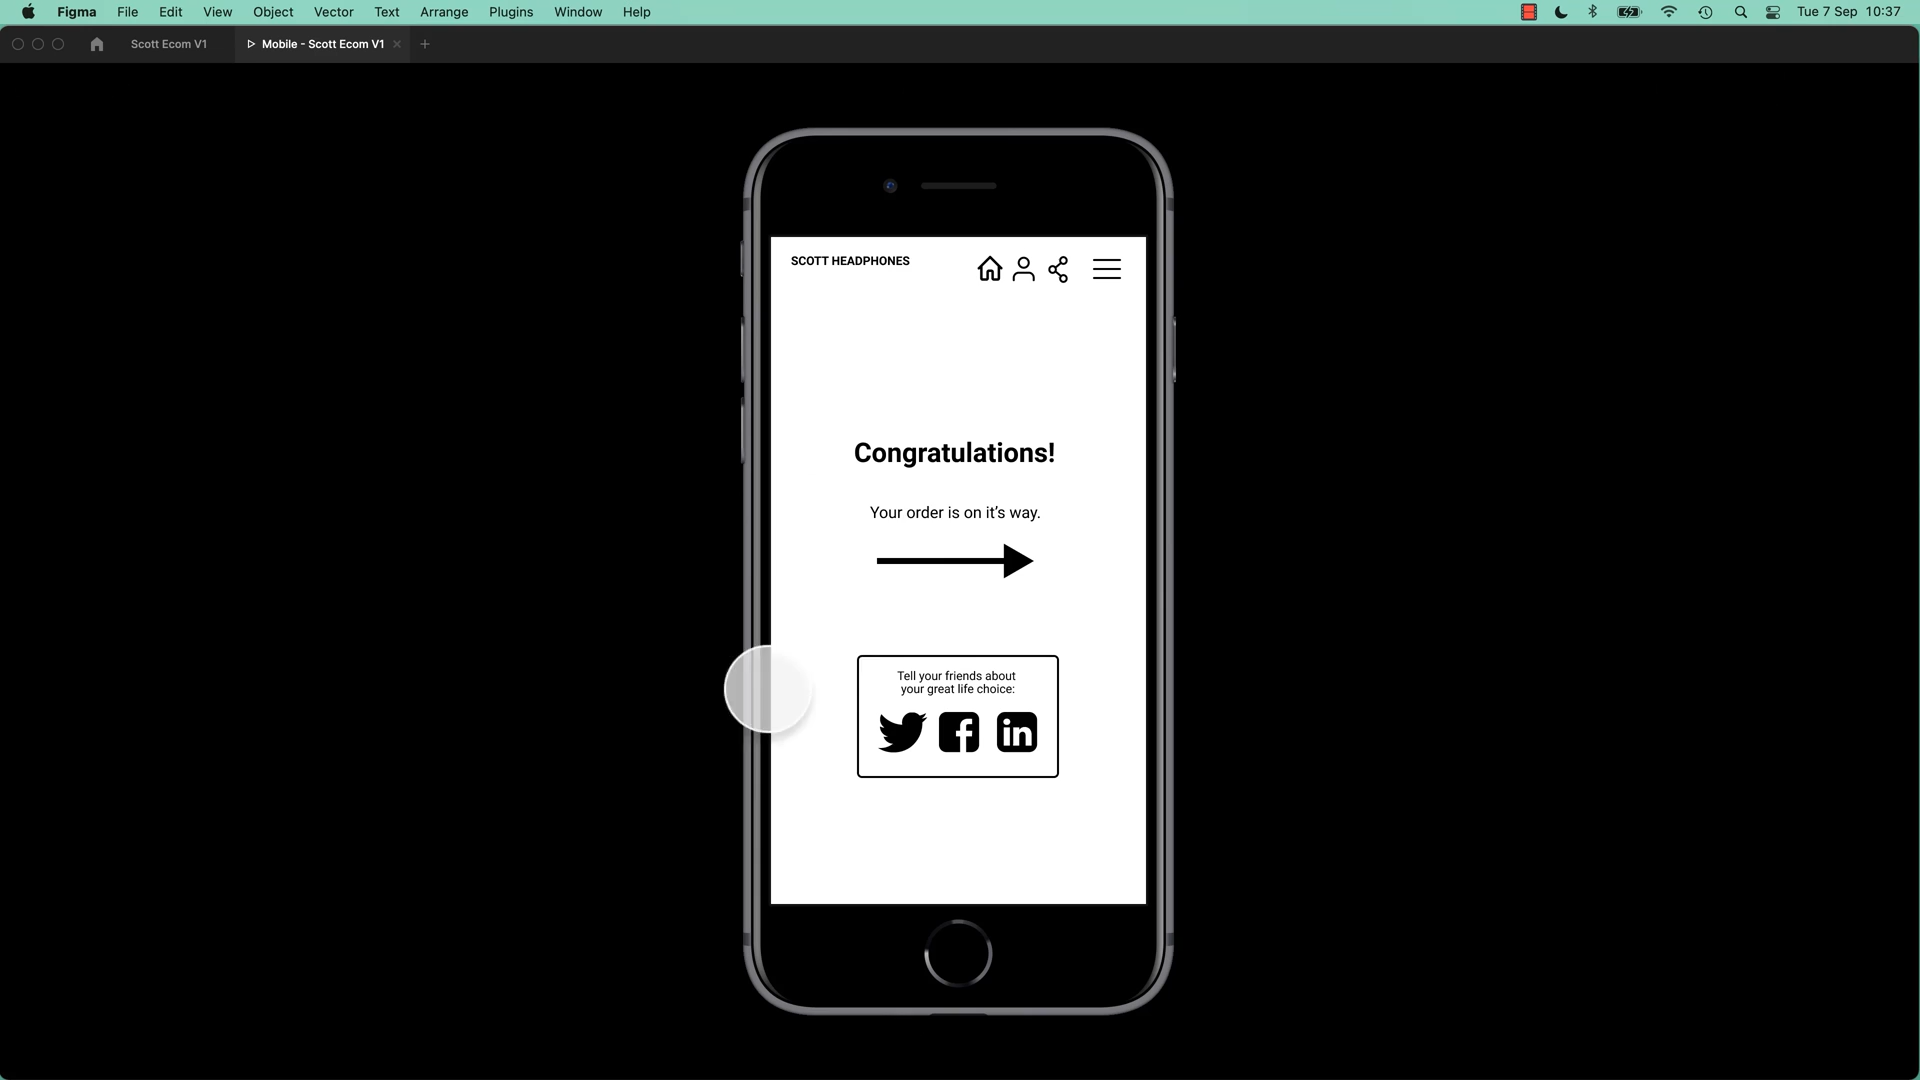 Figma File Edit View Object Vector Text Arrange Plugins Window Help Tue 7 Sep 10:37
Scott Ecom V1 Mobile - Scott Ecom V1
SCOTT HEADPHONES
Congratulations!
Your order is on it’s way.
Tell your friends about
your great life choice: